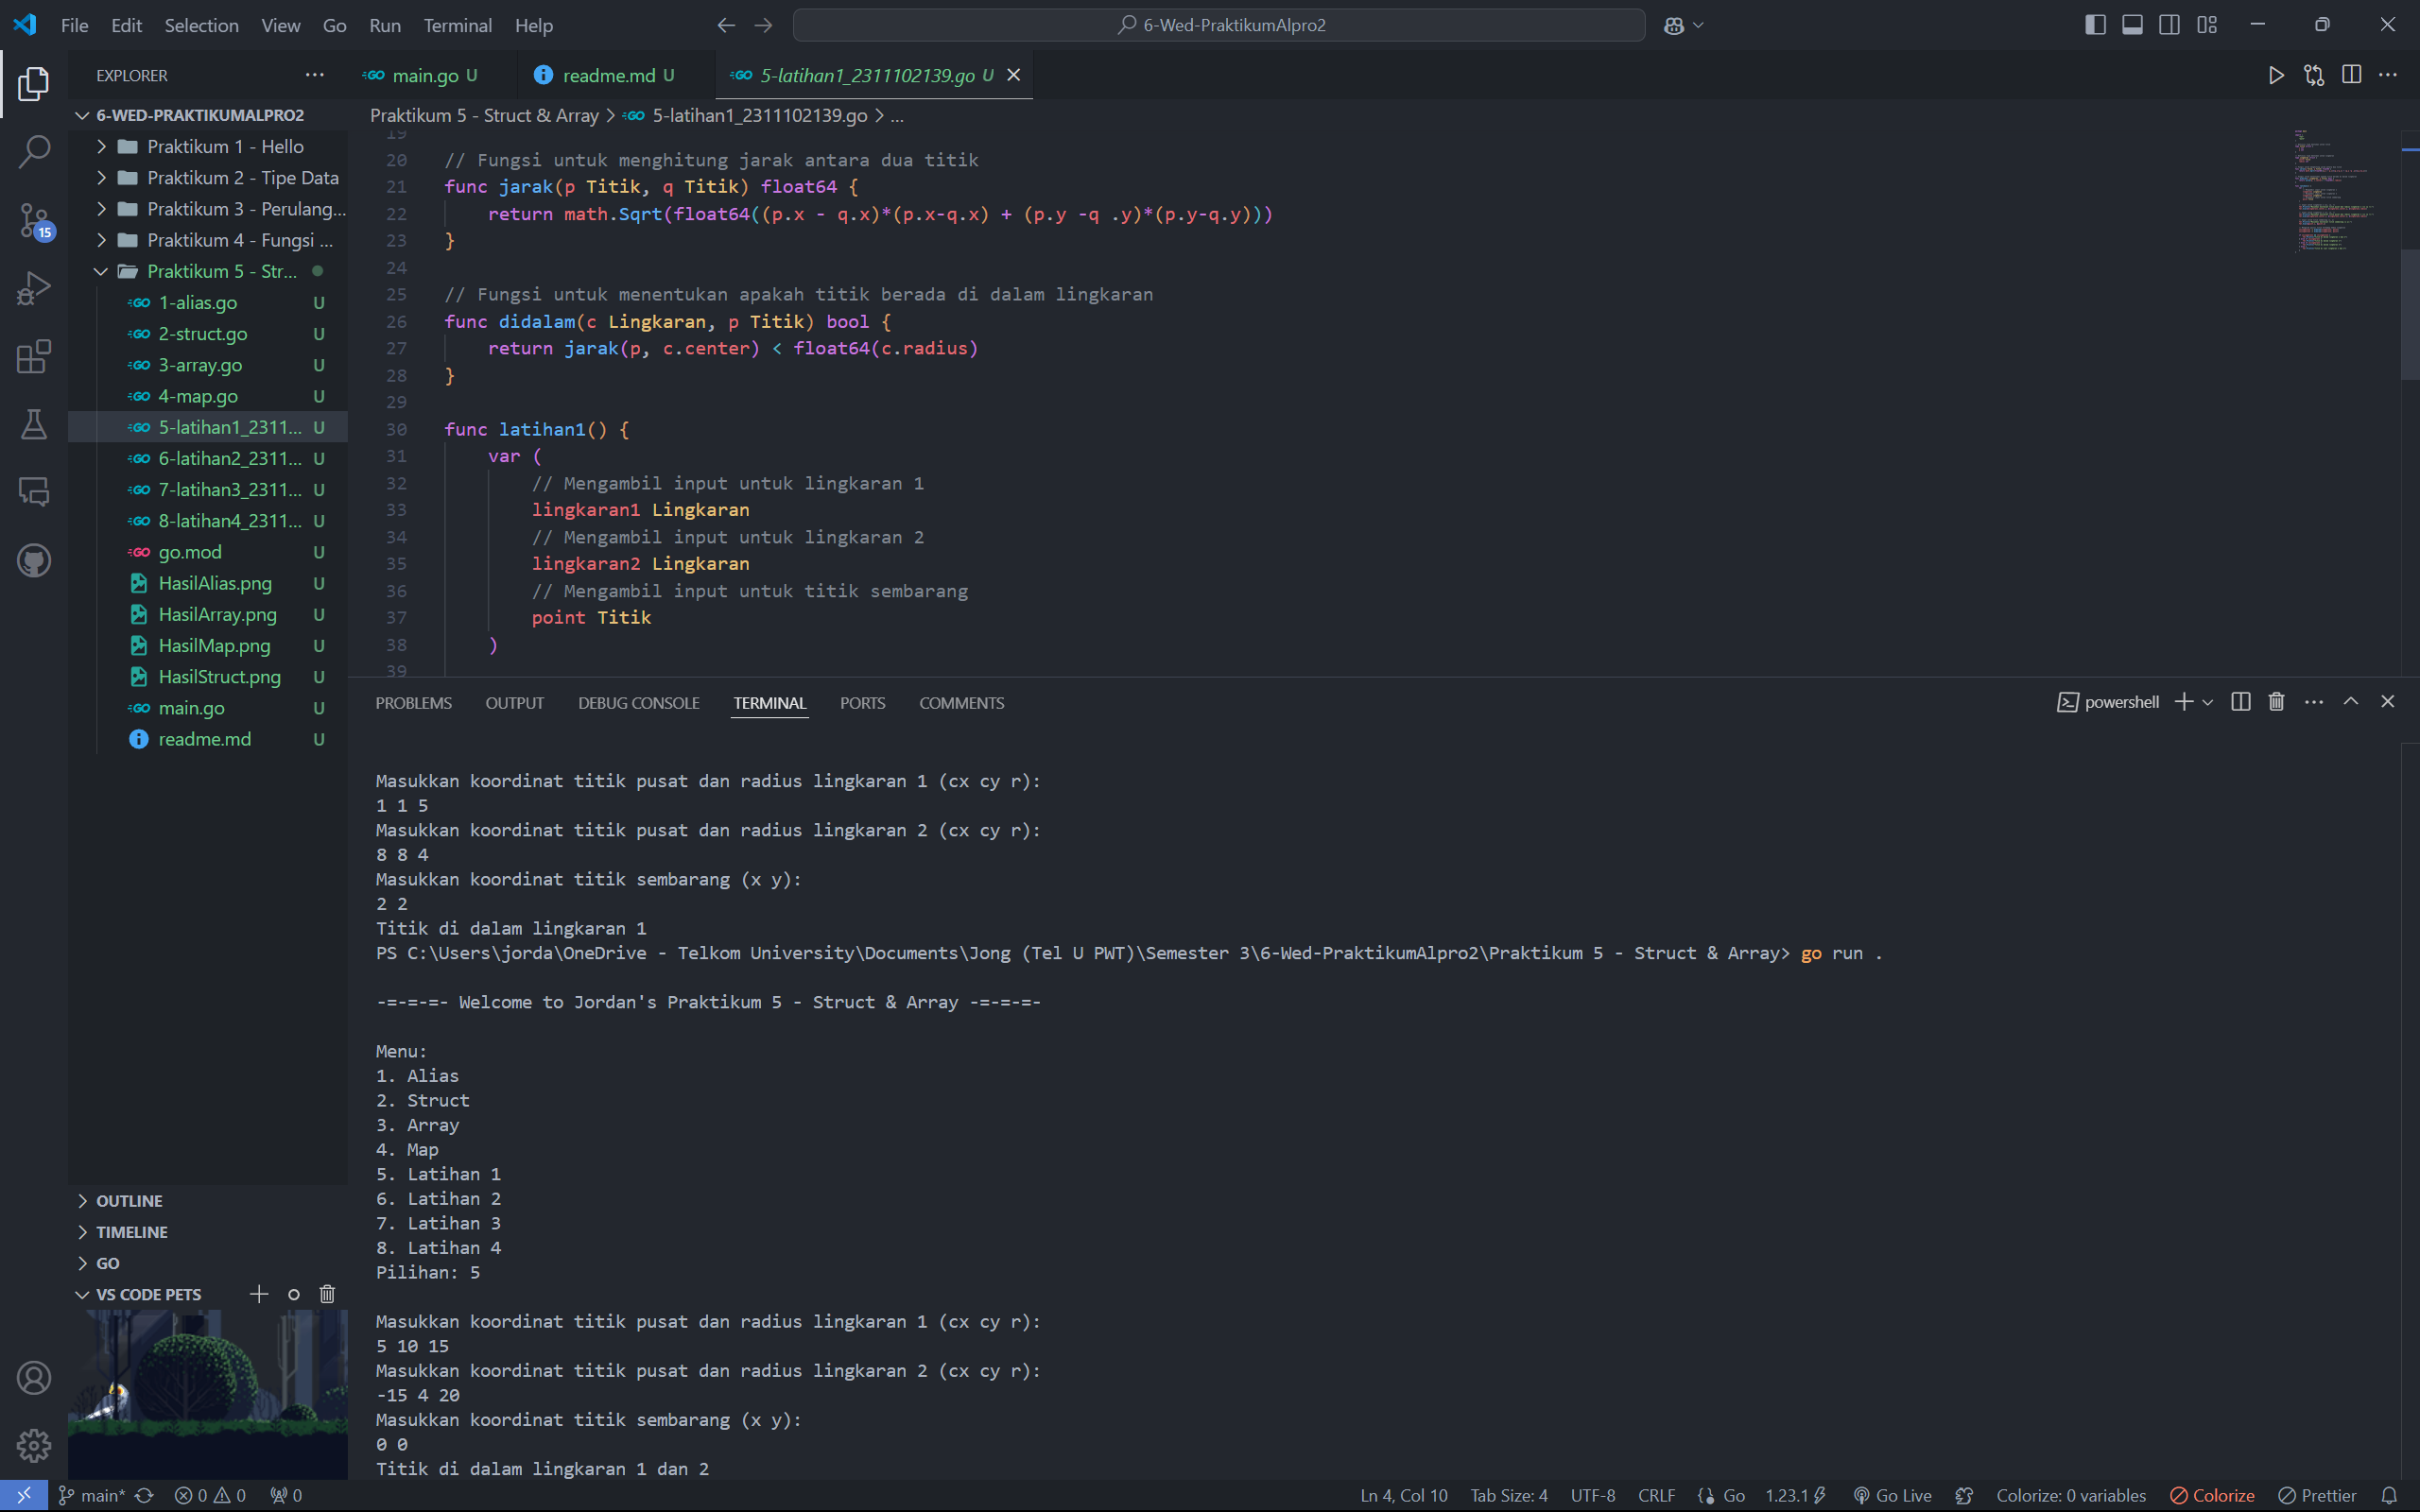 File Edit Selection View Go Run Terminal Help
6-Wed-PraktikumAlpro2
EXPLORER
main.go U
readme.md U
5-latihan1_2311102139.go U
6-WED-PRAKTIKUMALPRO2
Praktikum 1 - Hello
Praktikum 2 - Tipe Data
Praktikum 3 - Perulang...
Praktikum 4 - Fungsi ...
Praktikum 5 - Str...
1-alias.go U
2-struct.go U
3-array.go U
4-map.go U
5-latihan1_2311... U
6-latihan2_2311... U
7-latihan3_2311... U
8-latihan4_2311... U
go.mod U
HasilAlias.png U
HasilArray.png U
HasilMap.png U
HasilStruct.png U
main.go U
readme.md U
15
OUTLINE
TIMELINE
GO
VS CODE PETS
Praktikum 5 - Struct & Array > 5-latihan1_2311102139.go > ...
19
20 // Fungsi untuk menghitung jarak antara dua titik
21 func jarak(p Titik, q Titik) float64 {
22 return math.Sqrt(float64((p.x - q.x)*(p.x-q.x) + (p.y -q .y)*(p.y-q.y)))
23 }
24
25 // Fungsi untuk menentukan apakah titik berada di dalam lingkaran
26 func didalam(c Lingkaran, p Titik) bool {
27 return jarak(p, c.center) < float64(c.radius)
28 }
29
30 func latihan1() {
31 var (
32 // Mengambil input untuk lingkaran 1
33 lingkaran1 Lingkaran
34 // Mengambil input untuk lingkaran 2
35 lingkaran2 Lingkaran
36 // Mengambil input untuk titik sembarang
37 point Titik
38 )
39
PROBLEMS OUTPUT DEBUG CONSOLE TERMINAL PORTS COMMENTS
powershell
Masukkan koordinat titik pusat dan radius lingkaran 1 (cx cy r):
1 1 5
Masukkan koordinat titik pusat dan radius lingkaran 2 (cx cy r):
8 8 4
Masukkan koordinat titik sembarang (x y):
2 2
Titik di dalam lingkaran 1
PS C:\Users\jorda\OneDrive - Telkom University\Documents\Jong (Tel U PWT)\Semester 3\6-Wed-PraktikumAlpro2\Praktikum 5 - Struct & Array> go run .
-=-=-=- Welcome to Jordan's Praktikum 5 - Struct & Array -=-=-=-
Menu:
1. Alias
2. Struct
3. Array
4. Map
5. Latihan 1
6. Latihan 2
7. Latihan 3
8. Latihan 4
Pilihan: 5
Masukkan koordinat titik pusat dan radius lingkaran 1 (cx cy r):
5 10 15
Masukkan koordinat titik pusat dan radius lingkaran 2 (cx cy r):
-15 4 20
Masukkan koordinat titik sembarang (x y):
0 0
Titik di dalam lingkaran 1 dan 2
main* 0 0 0 Ln 4, Col 10 Tab Size: 4 UTF-8 CRLF Go 1.23.1 Go Live Colorize: 0 variables Colorize Prettier